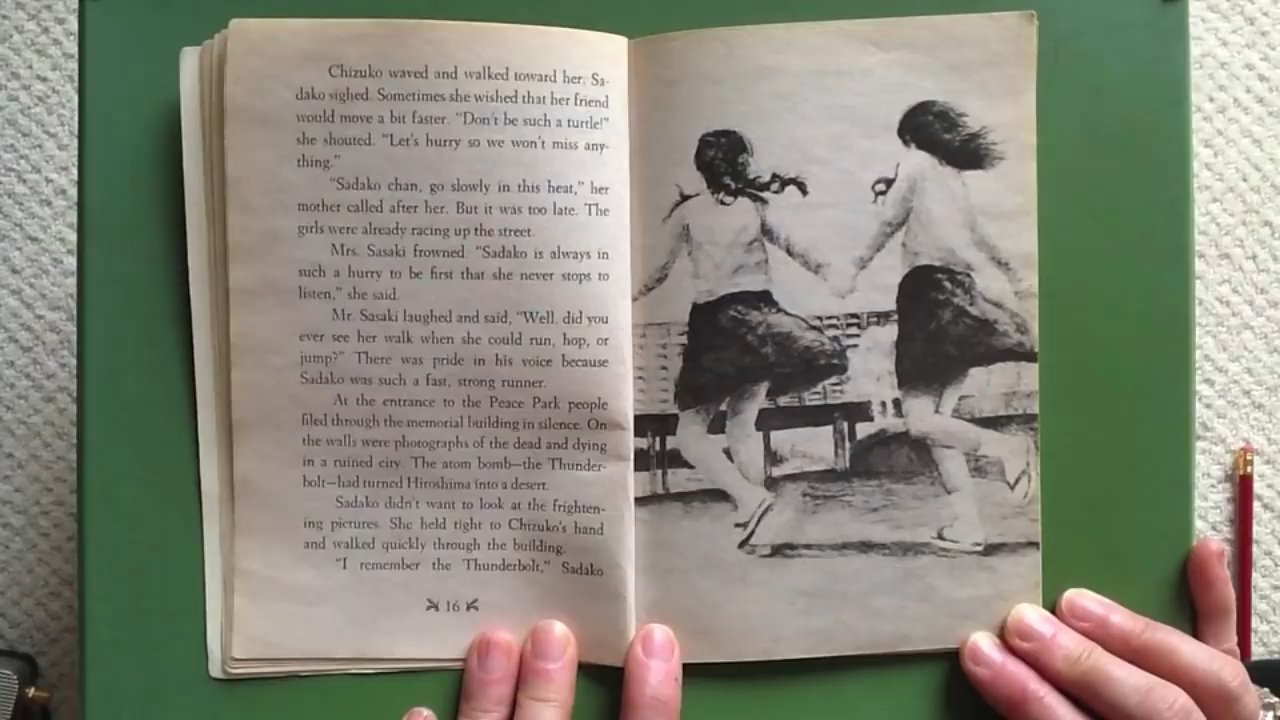 Chizuko waved and walked toward her. Sa-
dako sighed. Sometimes she wished that her friend
would move a bit faster. “Don't be such a turtle!”
she shouted. “Let's hurry so we won't miss any-
thing.”
“Sadako chan, go slowly in this heat,” her
mother called after her. But it was too late. The
girls were already racing up the street.
Mrs. Sasaki frowned. “Sadako is always in
such a hurry to be first that she never stops to
listen,” she said.
Mr. Sasaki laughed and said, “Well, did you
ever see her walk when she could run, hop, or
jump?” There was pride in his voice because
Sadako was such a fast, strong runner.
At the entrance to the Peace Park people
filed through the memorial building in silence. On
the walls were photographs of the dead and dying
in a ruined city. The atom bomb—the Thunder-
bolt—had turned Hiroshima into a desert.
Sadako didn't want to look at the frighten-
ing pictures. She held tight to Chizuko's hand
and walked quickly through the building.
“I remember the Thunderbolt,” Sadako
16